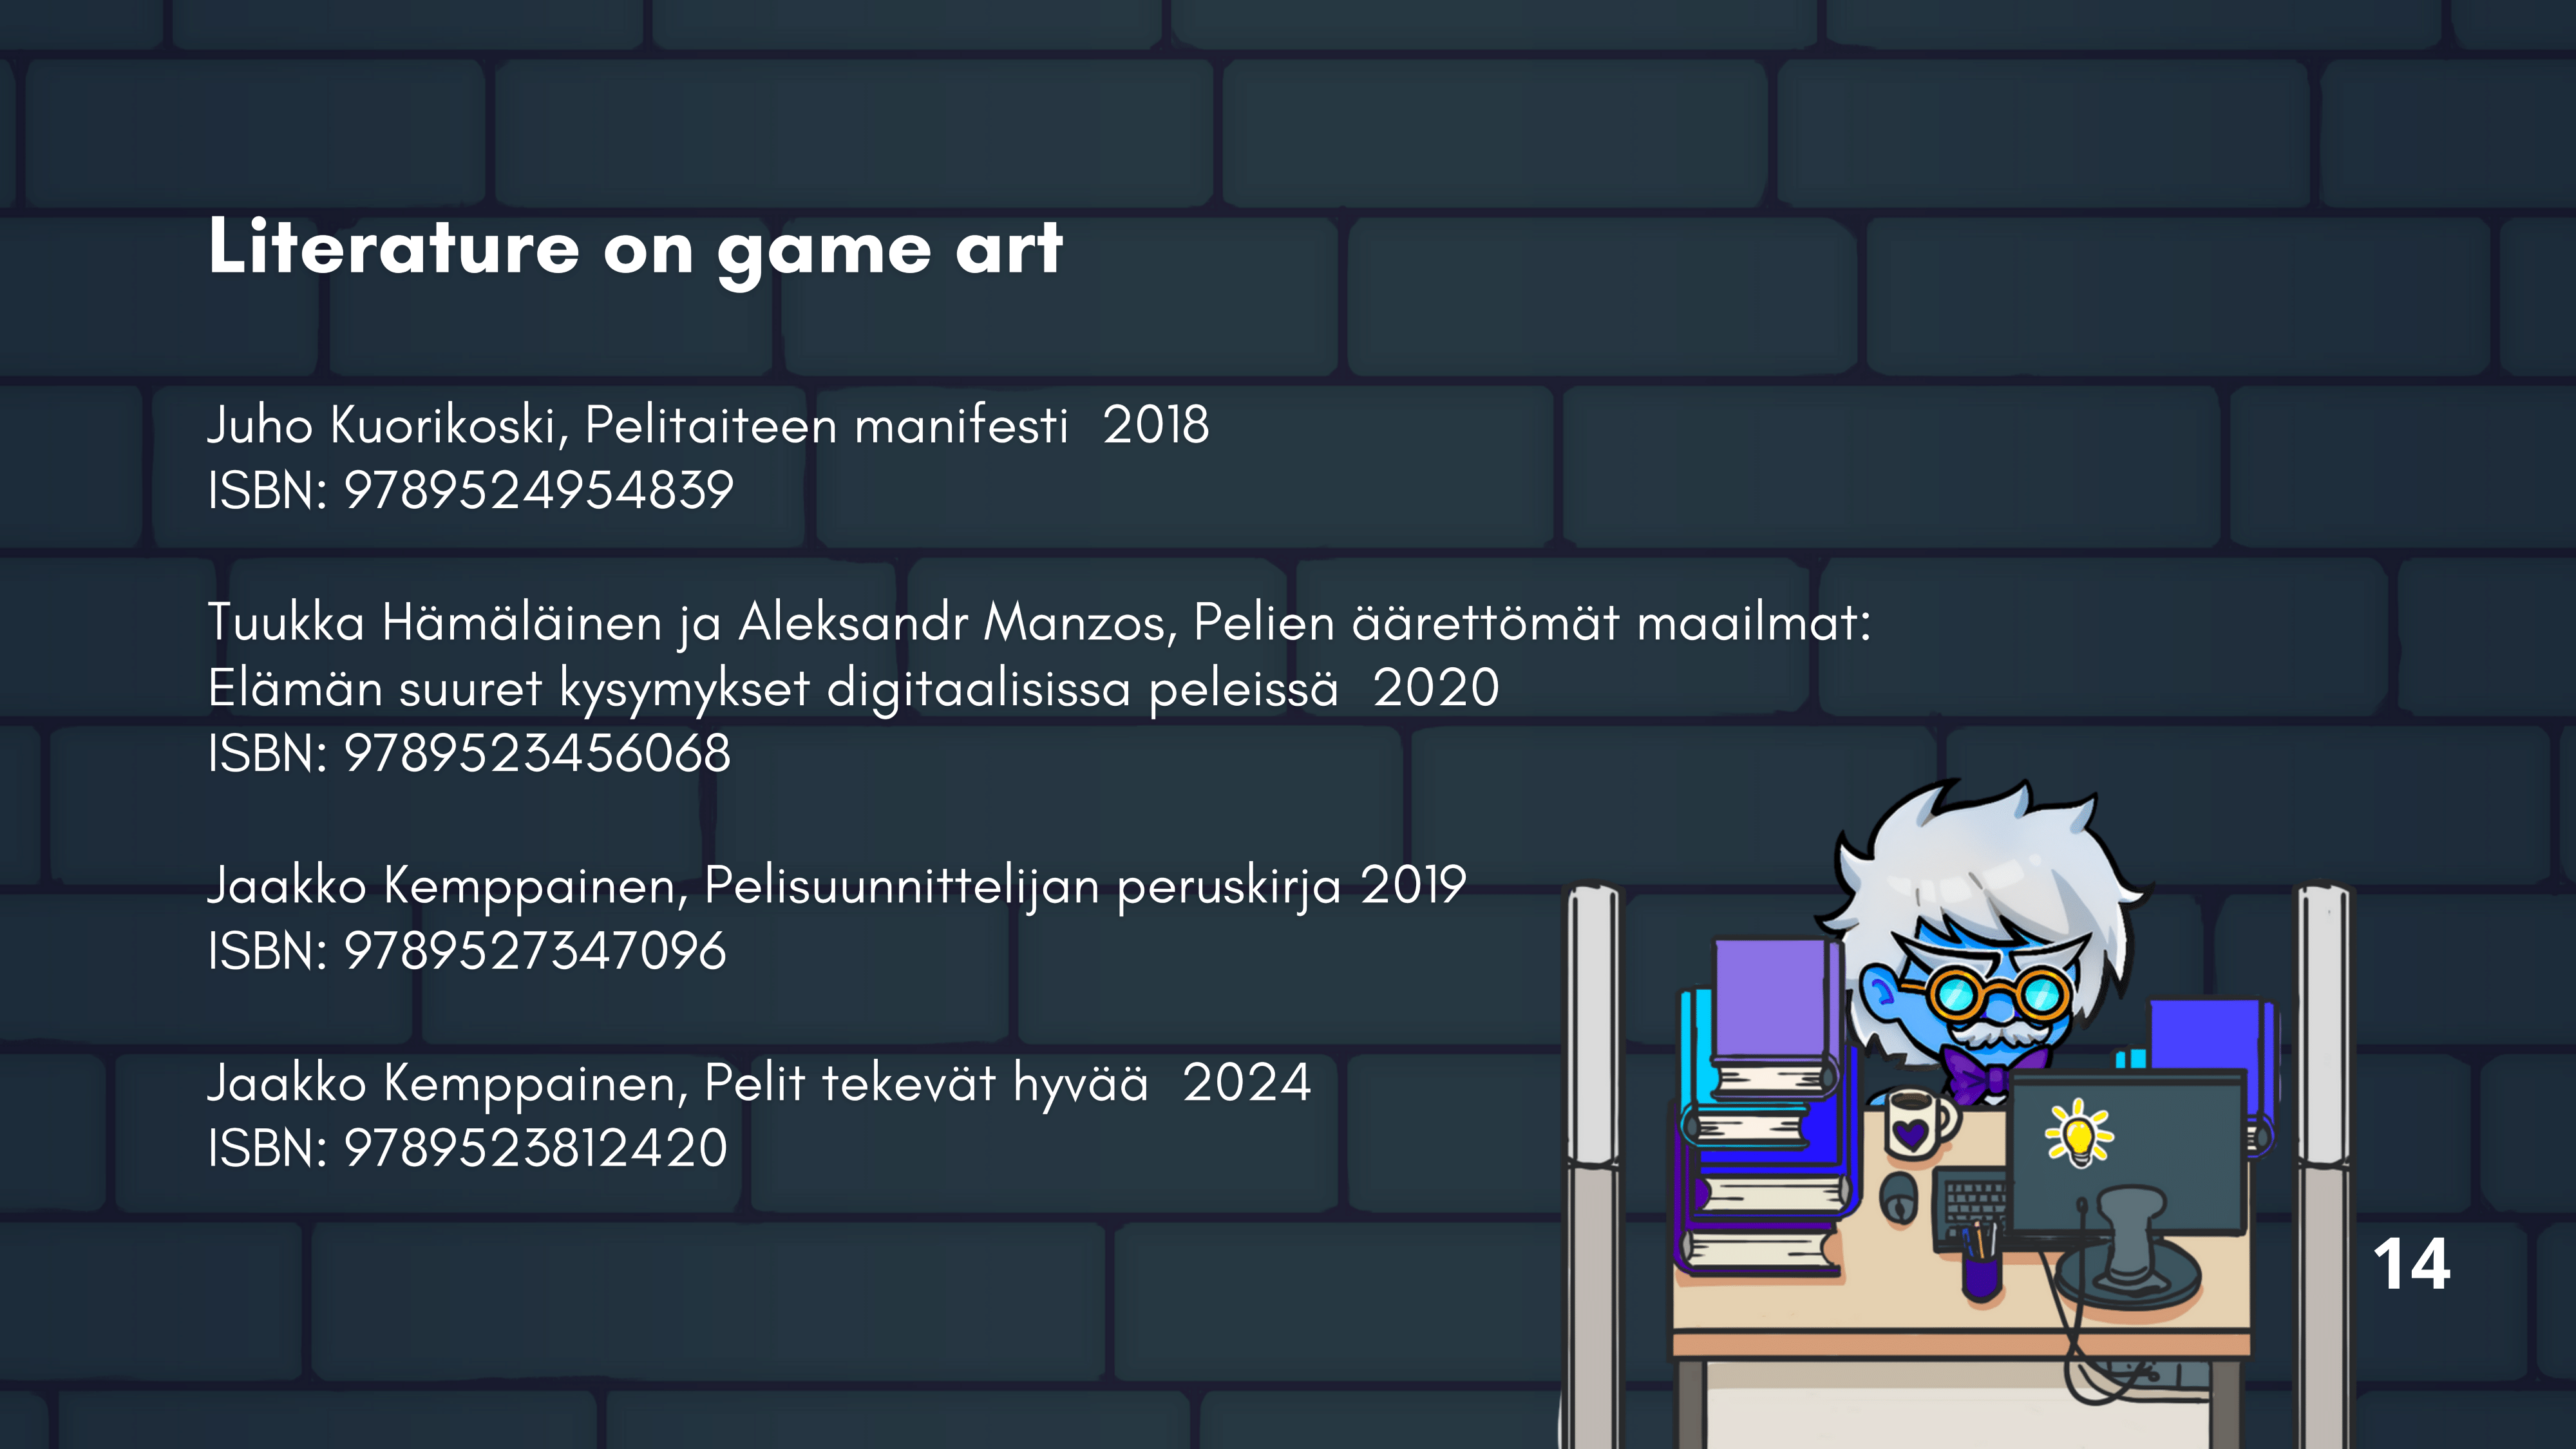 Literature on game art
Juho Kuorikoski, Pelitaiteen manifesti  2018
ISBN: 9789524954839
Tuukka Hämäläinen ja Aleksandr Manzos, Pelien äärettömät maailmat:
Elämän suuret kysymykset digitaalisissa peleissä  2020
ISBN: 9789523456068
Jaakko Kemppainen, Pelisuunnittelijan peruskirja 2019
ISBN: 9789527347096
Jaakko Kemppainen, Pelit tekevät hyvää  2024
ISBN: 9789523812420
14